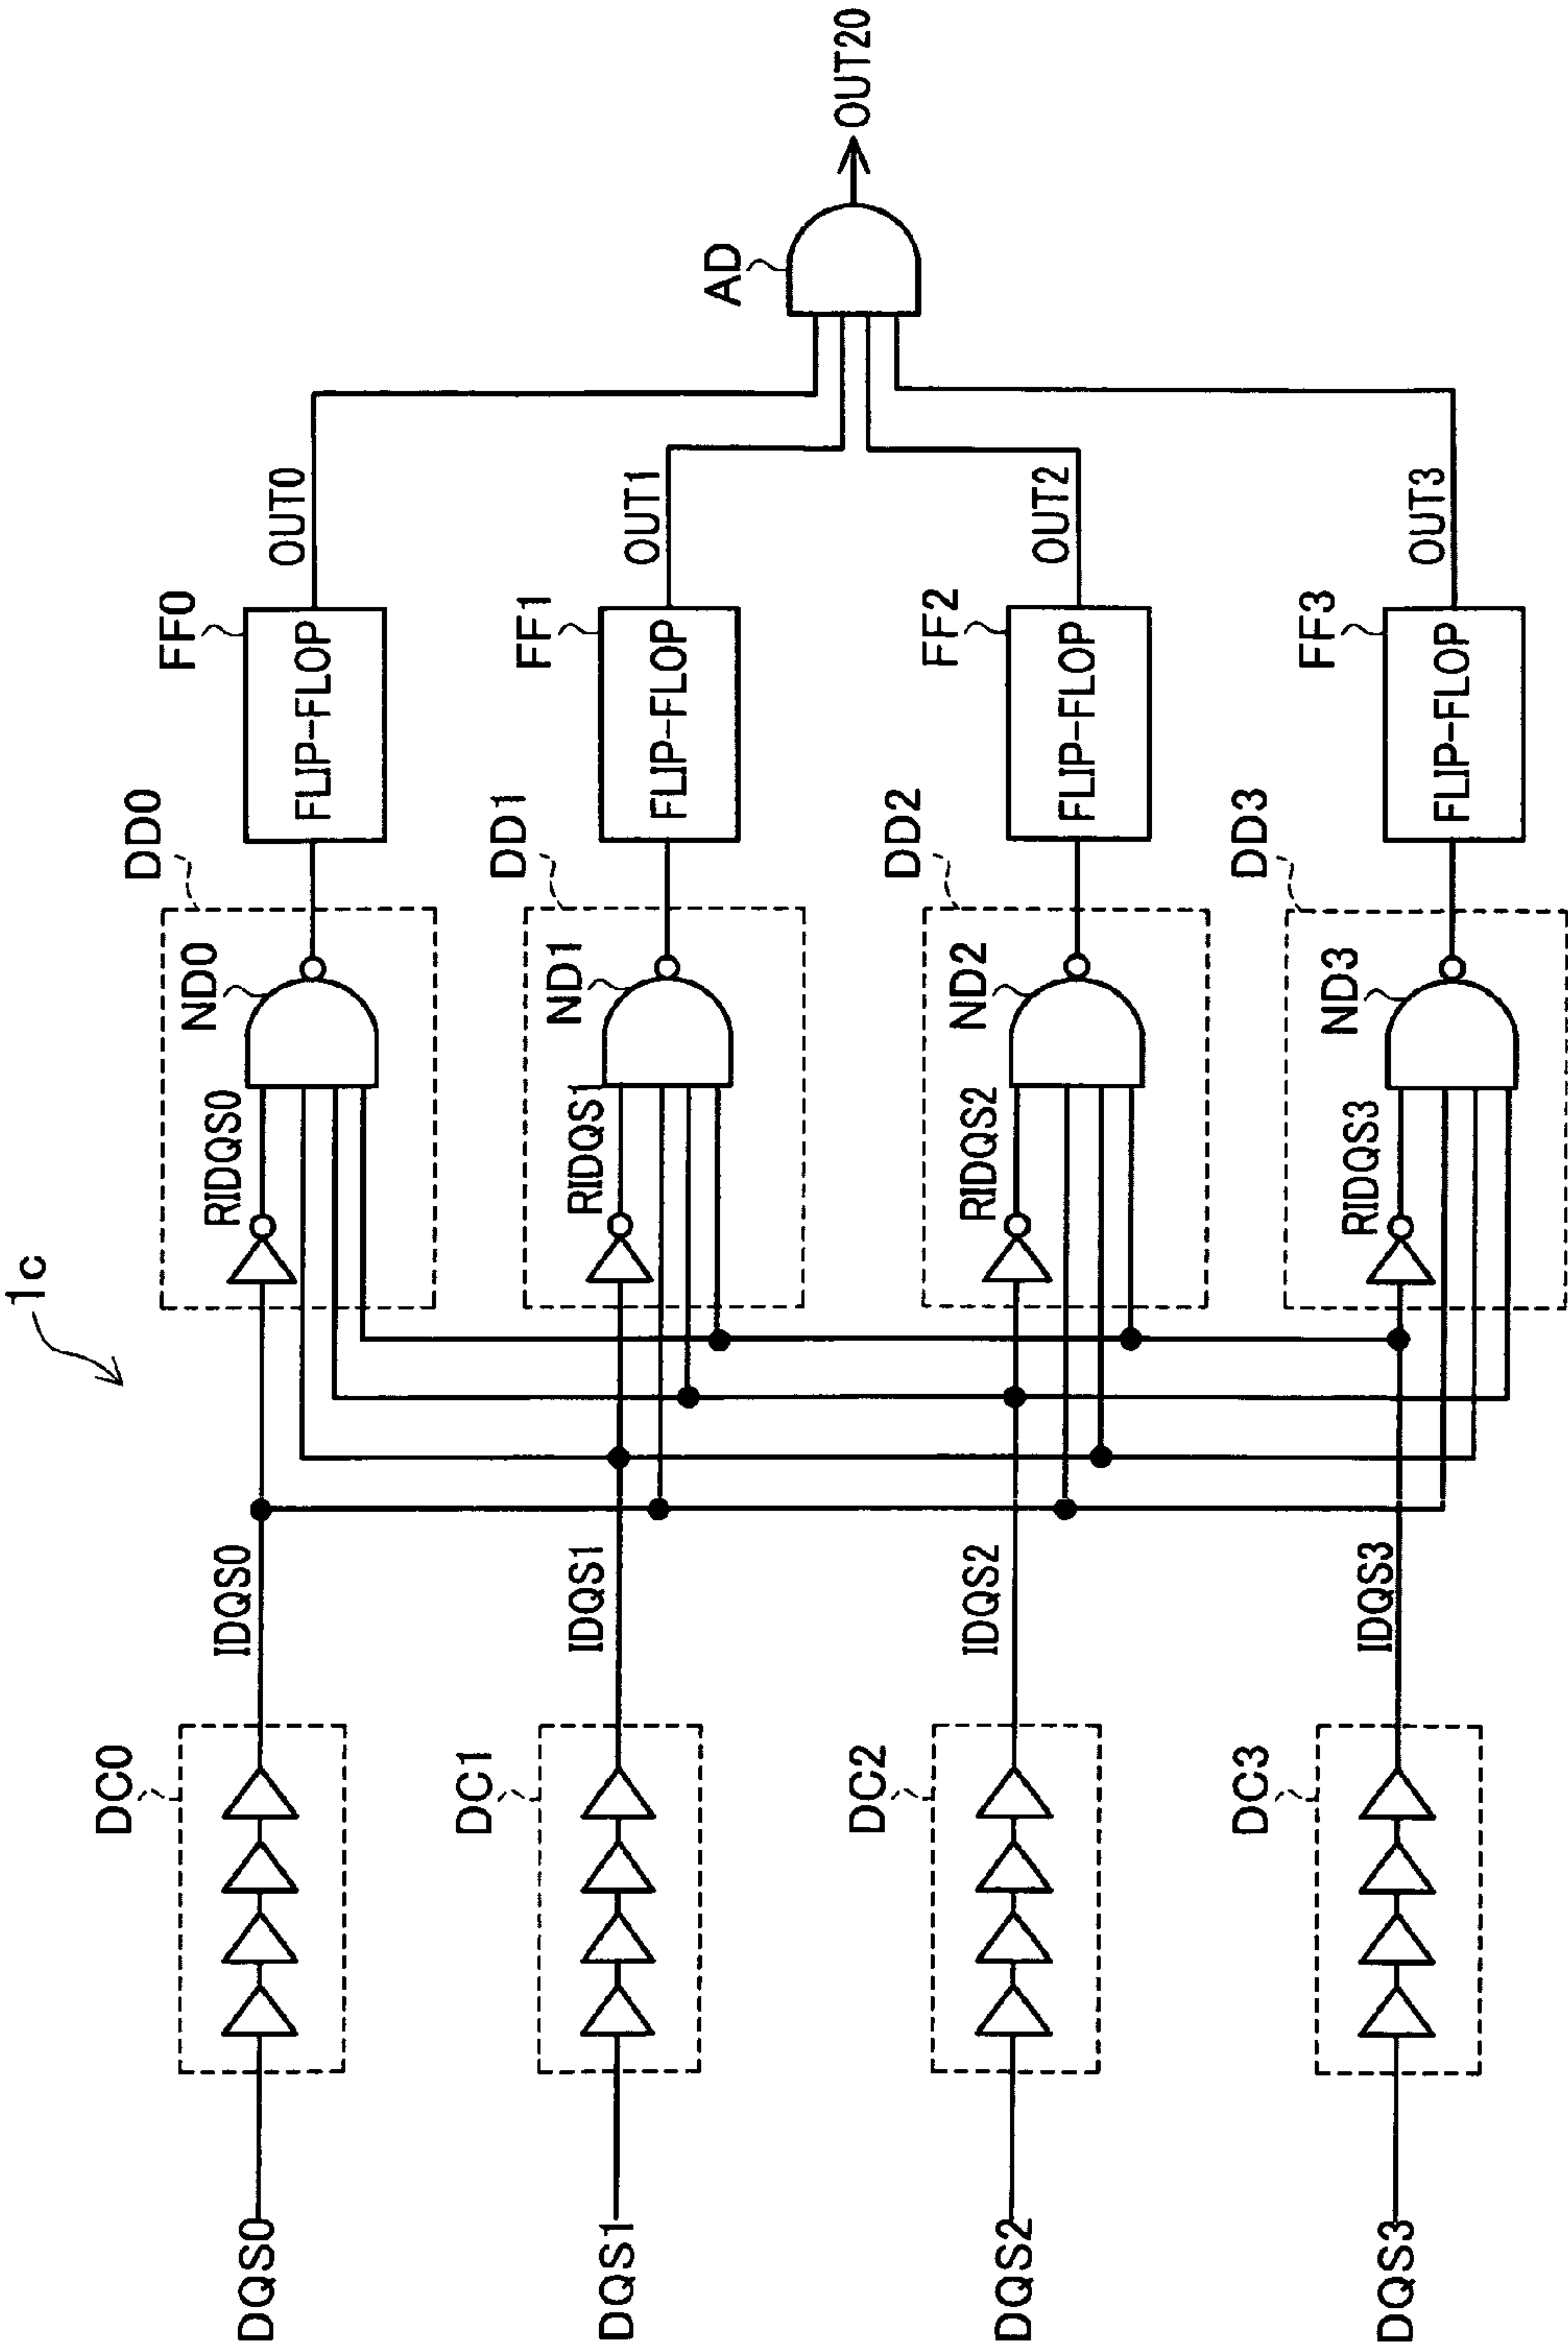 1c
DQS0
DC0
IDQS0
RIDQS0
ND0
DD0
FF0
FLIP-FLOP
OUT0
DQS1
DC1
IDQS1
RIDQS1
ND1
DD1
FF1
FLIP-FLOP
OUT1
AD
OUT20
DQS2
DC2
IDQS2
RIDQS2
ND2
DD2
FF2
FLIP-FLOP
OUT2
DQS3
DC3
IDQS3
RIDQS3
ND3
DD3
FF3
FLIP-FLOP
OUT3